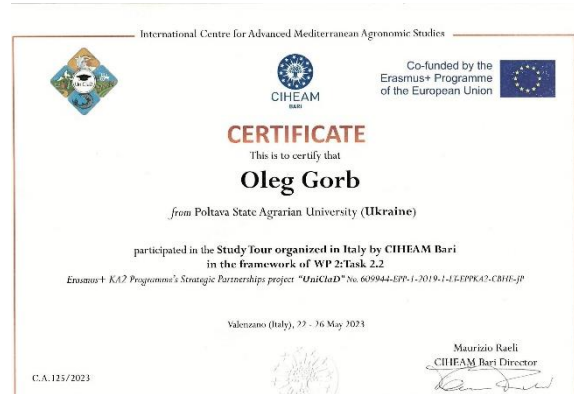 International Centre for Advanced Mediterranean Agronomic Studies
UniClaD
CIHEAM
BARI
Co-funded by the
Erasmus+ Programme
of the European Union
CERTIFICATE
This is to certify that
Oleg Gorb
from Poltava State Agrarian University (Ukraine)
participated in the Study Tour organized in Italy by CIHEAM Bari
in the framework of WP 2:Task 2.2
Erasmus+ KA2 Programme's Strategic Partnerships project "UniClaD" No. 609944-EPP-1-2019-1-LT-EPPKA2-CBHE-JP
Valenzano (Italy), 22 - 26 May 2023
Maurizio Raeli
CIHEAM Bari Director
C.A.125/2023